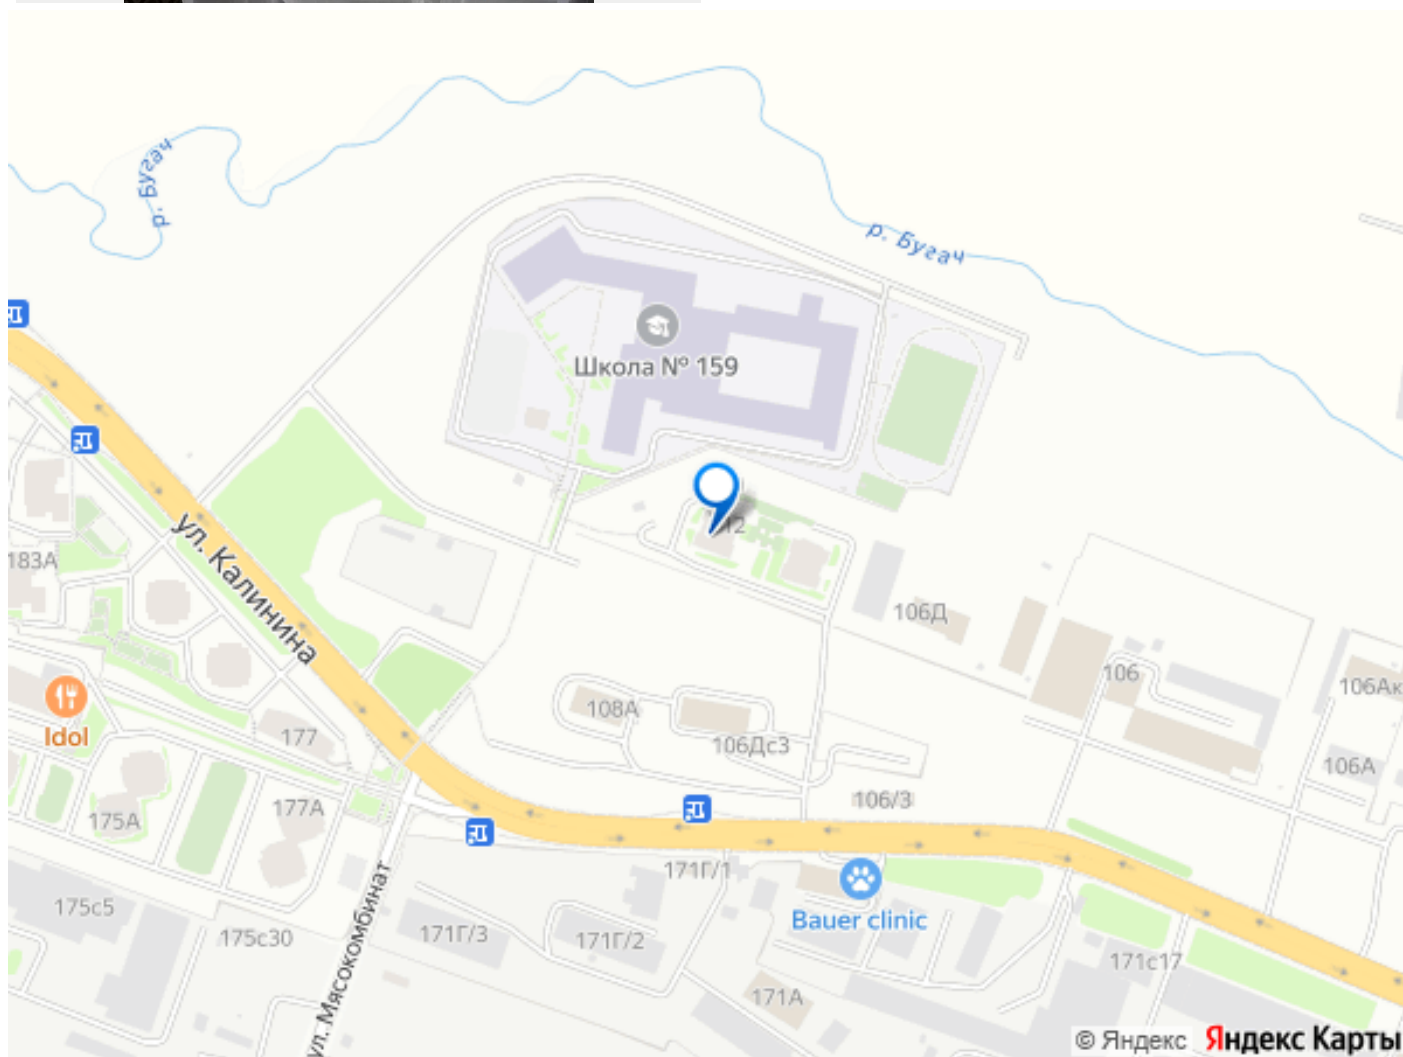 р. Бугач
р. Бугач
Школа № 159
ул. Калинина
183А
106Д
106
106Ак
Idol
177
108А
106Дс3
106А
175А
177А
106/3
171Г/1
175с5
175с30
ул. Мясокомбинат
171Г/3
171Г/2
Bauer clinic
171с17
171А
© Яндекс Яндекс Карты